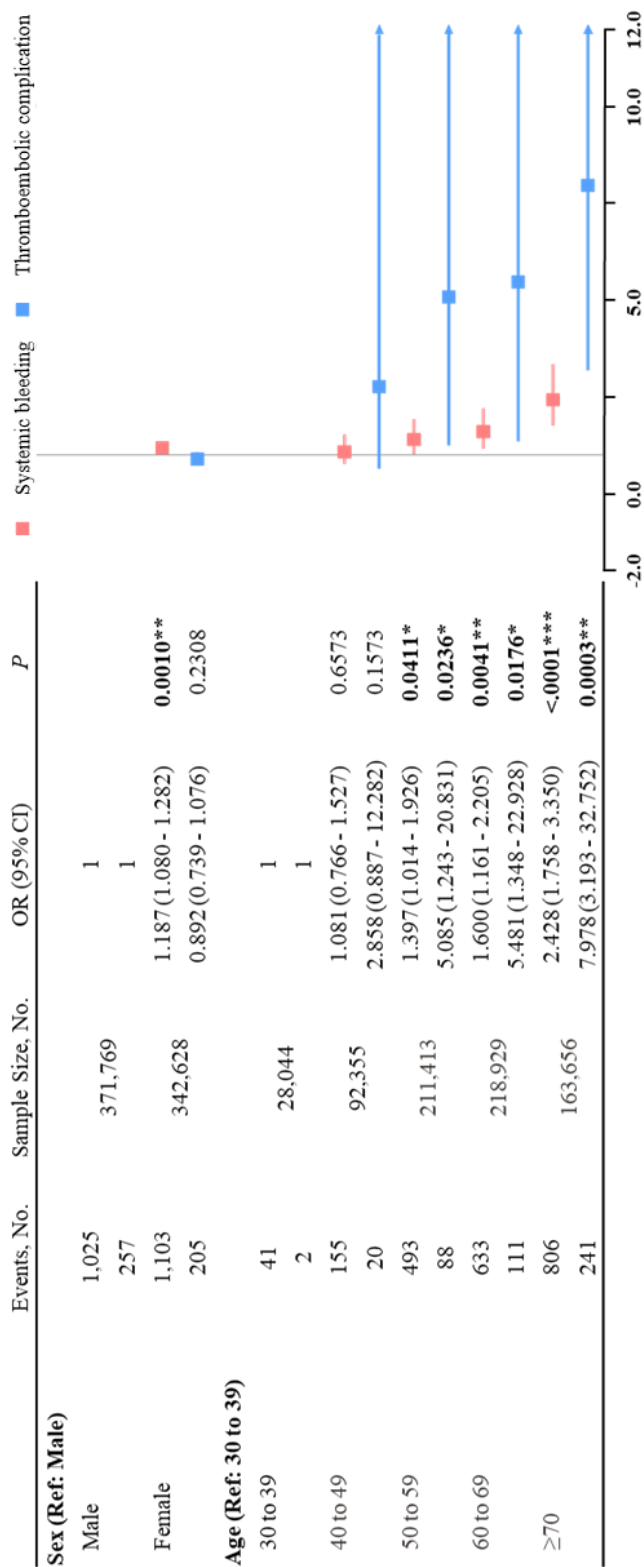 Events, No. Sample Size, No. OR (95% CI) P Systemic bleeding Thromboembolic complication
Sex (Ref: Male)
Male 1,025 371,769 1
257 1
Female 1,103 342,628 1.187 (1.080 - 1.282) 0.0010**
205 0.892 (0.739 - 1.076) 0.2308
Age (Ref: 30 to 39)
30 to 39 41 28,044 1
2 1
40 to 49 155 92,355 1.081 (0.766 - 1.527) 0.6573
20 2.858 (0.887 - 12.282) 0.1573
50 to 59 493 211,413 1.397 (1.014 - 1.926) 0.0411*
88 5.085 (1.243 - 20.831) 0.0236*
60 to 69 633 218,929 1.600 (1.161 - 2.205) 0.0041**
111 5.481 (1.348 - 22.928) 0.0176*
≥70 806 163,656 2.428 (1.758 - 3.350) <.0001***
241 7.978 (3.193 - 32.752) 0.0003**
-2.0 0.0 5.0 10.0 12.0